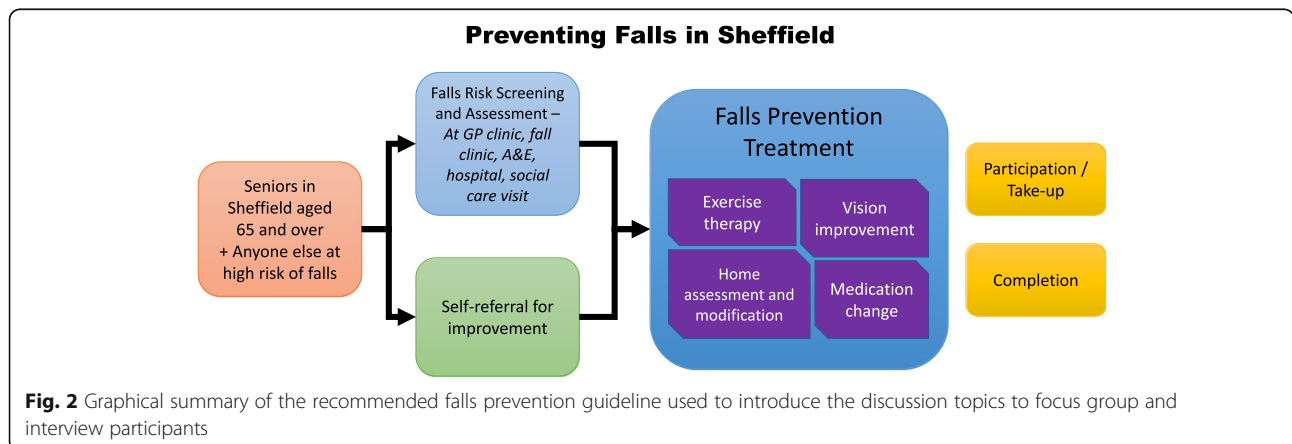 Preventing Falls in Sheffield
Seniors in
Sheffield aged
65 and over
+ Anyone else at
high risk of falls
Falls Risk Screening
and Assessment –
At GP clinic, fall
clinic, A&E,
hospital, social
care visit
Self-referral for
improvement
Falls Prevention
Treatment
Exercise
therapy
Vision
improvement
Home
assessment and
modification
Medication
change
Participation /
Take-up
Completion
Fig. 2 Graphical summary of the recommended falls prevention guideline used to introduce the discussion topics to focus group and
interview participants